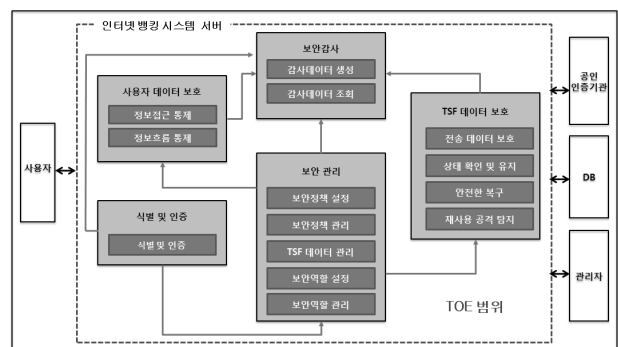 인터넷 뱅킹 시스템 서버
보안감사
감사데이터 생성
감사데이터 조회
사용자 데이터 보호
정보접근 통제
정보흐름 통제
TSF 데이터 보호
전송 데이터 보호
상태 확인 및 유지
안전한 복구
재사용 공격 탐지
공인
인증기관
사용자
보안 관리
보안정책 설정
보안정책 관리
TSF 데이터 관리
보안역할 설정
보안역할 관리
DB
식별 및 인증
식별 및 인증
관리자
TOE 범위